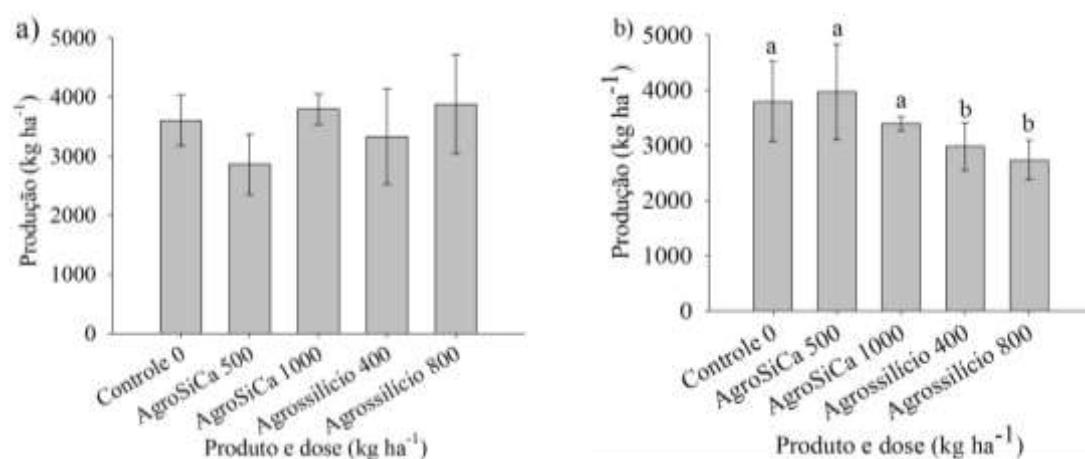 a)
5000
4000
3000
2000
1000
0
Produção (kg ha⁻¹)
Controle 0
AgroSiCa 500
AgroSiCa 1000
Agrossilício 400
Agrossilício 800
Produto e dose (kg ha⁻¹)
b)
5000
4000
3000
2000
1000
0
Produção (kg ha⁻¹)
a
a
a
b
b
Controle 0
AgroSiCa 500
AgroSiCa 1000
Agrossilício 400
Agrossilício 800
Produto e dose (kg ha⁻¹)